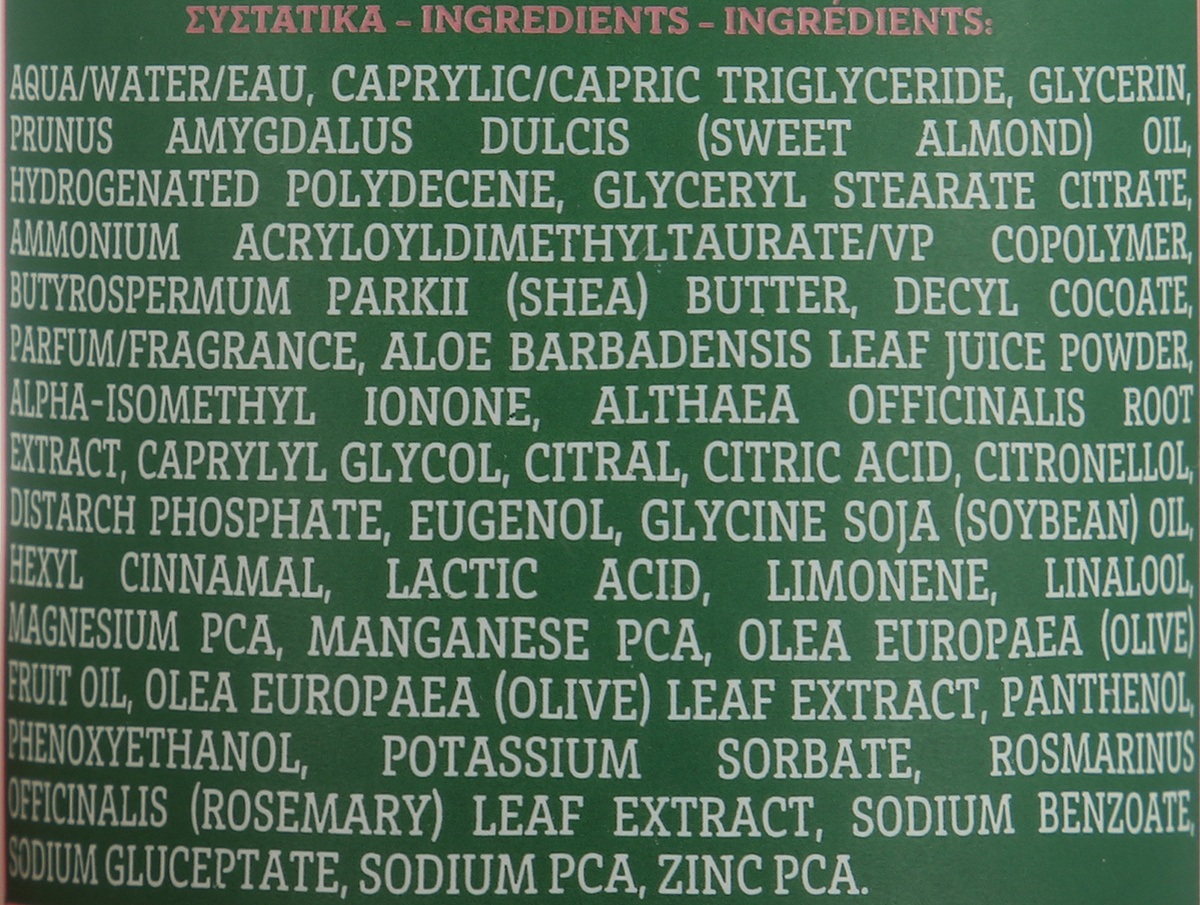 ΣΥΣΤΑΤΙΚΑ – INGREDIENTS – INGRÉDIENTS:
AQUA/WATER/EAU, CAPRYLIC/CAPRIC TRIGLYCERIDE, GLYCERIN,
PRUNUS AMYGDALUS DULCIS (SWEET ALMOND) OIL,
HYDROGENATED POLYDECENE, GLYCERYL STEARATE CITRATE,
AMMONIUM ACRYLOYLDIMETHYLTAURATE/VP COPOLYMER,
BUTYROSPERMUM PARKII (SHEA) BUTTER, DECYL COCOATE,
PARFUM/FRAGRANCE, ALOE BARBADENSIS LEAF JUICE POWDER,
ALPHA-ISOMETHYL IONONE, ALTHAEA OFFICINALIS ROOT
EXTRACT, CAPRYLYL GLYCOL, CITRAL, CITRIC ACID, CITRONELLOL,
DISTARCH PHOSPHATE, EUGENOL, GLYCINE SOJA (SOYBEAN) OIL,
HEXYL CINNAMAL, LACTIC ACID, LIMONENE, LINALOOL,
MAGNESIUM PCA, MANGANESE PCA, OLEA EUROPAEA (OLIVE)
FRUIT OIL, OLEA EUROPAEA (OLIVE) LEAF EXTRACT, PANTHENOL,
PHENOXYETHANOL, POTASSIUM SORBATE, ROSMARINUS
OFFICINALIS (ROSEMARY) LEAF EXTRACT, SODIUM BENZOATE,
SODIUM GLUCEPTATE, SODIUM PCA, ZINC PCA.